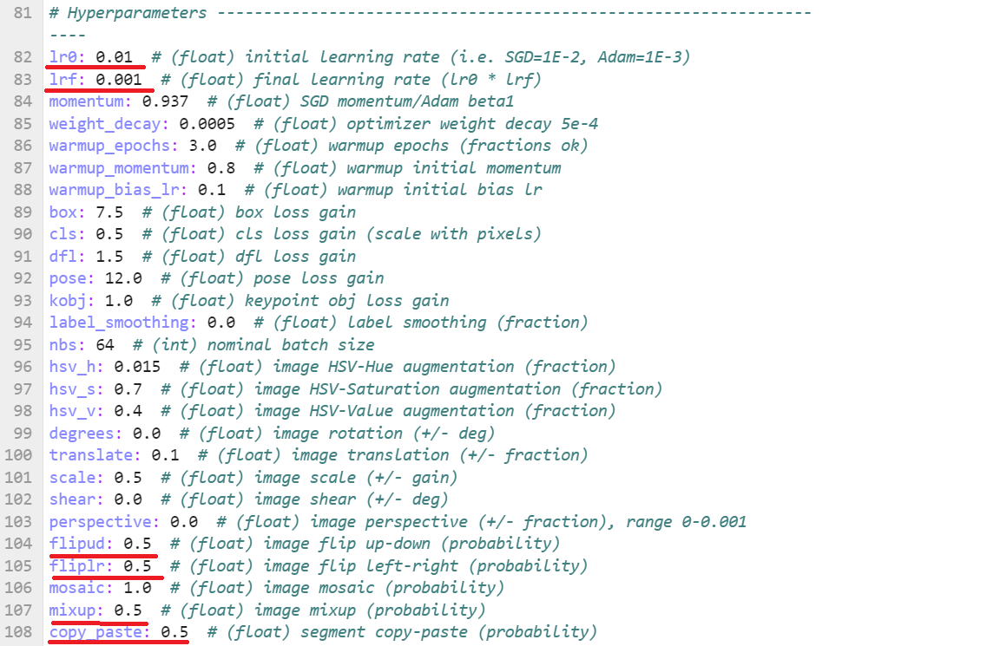 81 # Hyperparameters ----------------------------------------------------------------
----
82 lr0: 0.01  # (float) initial learning rate (i.e. SGD=1E-2, Adam=1E-3)
83 lrf: 0.001  # (float) final learning rate (lr0 * lrf)
84 momentum: 0.937  # (float) SGD momentum/Adam beta1
85 weight_decay: 0.0005  # (float) optimizer weight decay 5e-4
86 warmup_epochs: 3.0  # (float) warmup epochs (fractions ok)
87 warmup_momentum: 0.8  # (float) warmup initial momentum
88 warmup_bias_lr: 0.1  # (float) warmup initial bias lr
89 box: 7.5  # (float) box loss gain
90 cls: 0.5  # (float) cls loss gain (scale with pixels)
91 dfl: 1.5  # (float) dfl loss gain
92 pose: 12.0  # (float) pose loss gain
93 kobj: 1.0  # (float) keypoint obj loss gain
94 label_smoothing: 0.0  # (float) label smoothing (fraction)
95 nbs: 64  # (int) nominal batch size
96 hsv_h: 0.015  # (float) image HSV-Hue augmentation (fraction)
97 hsv_s: 0.7  # (float) image HSV-Saturation augmentation (fraction)
98 hsv_v: 0.4  # (float) image HSV-Value augmentation (fraction)
99 degrees: 0.0  # (float) image rotation (+/- deg)
100 translate: 0.1  # (float) image translation (+/- fraction)
101 scale: 0.5  # (float) image scale (+/- gain)
102 shear: 0.0  # (float) image shear (+/- deg)
103 perspective: 0.0  # (float) image perspective (+/- fraction), range 0-0.001
104 flipud: 0.5  # (float) image flip up-down (probability)
105 fliplr: 0.5  # (float) image flip left-right (probability)
106 mosaic: 1.0  # (float) image mosaic (probability)
107 mixup: 0.5  # (float) image mixup (probability)
108 copy_paste: 0.5  # (float) segment copy-paste (probability)